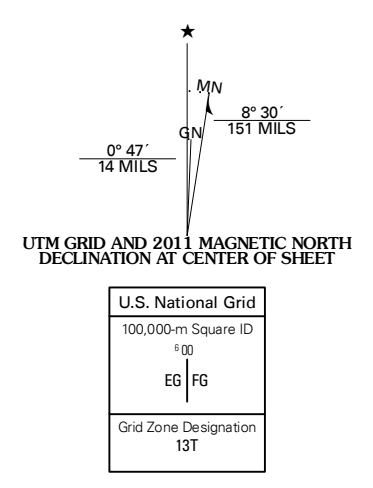 ★
MN
GN
8° 30´
151 MILS
0° 47´
14 MILS
UTM GRID AND 2011 MAGNETIC NORTH
DECLINATION AT CENTER OF SHEET
U.S. National Grid
100,000-m Square ID
6 00
EG FG
Grid Zone Designation
13T